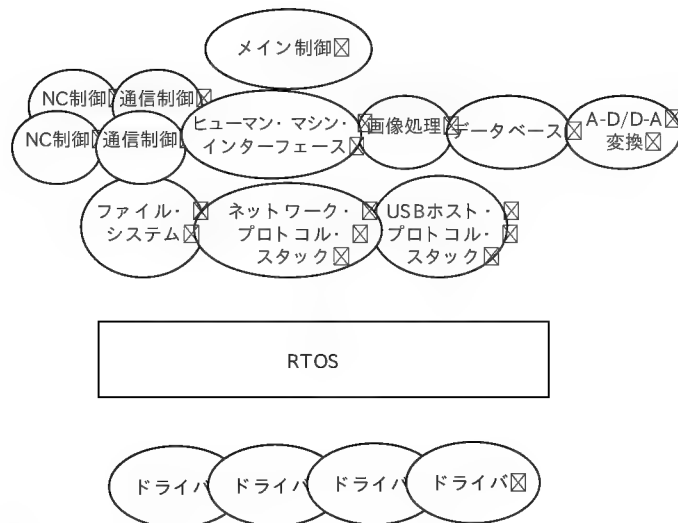 メイン制御
NC制御
通信制御
NC制御
通信制御
ヒューマン・マシン・
インターフェース
画像処理
データベース
A-D/D-A
変換
ファイル・
システム
ネットワーク・
プロトコル・
スタック
USBホスト・
プロトコル・
スタック
RTOS
ドライバ
ドライバ
ドライバ
ドライバ